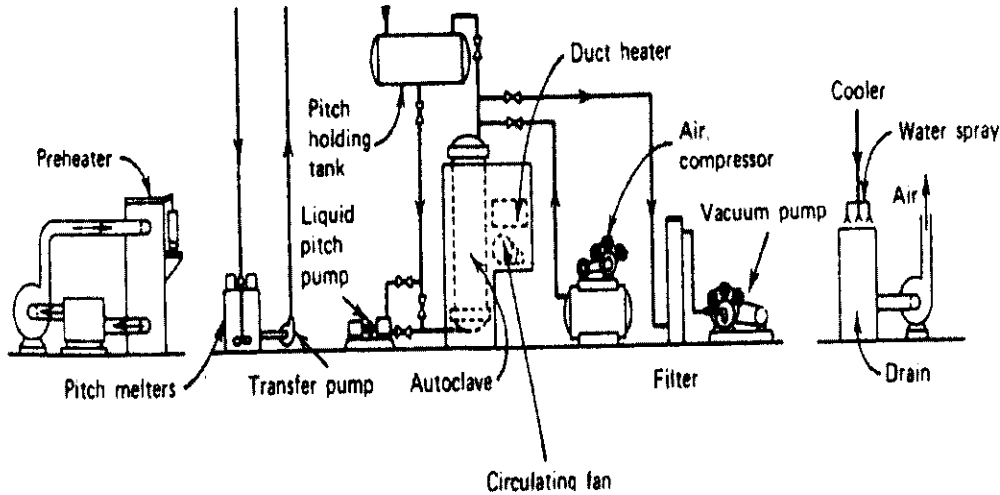 Duct heater
Cooler
Pitch
holding
tank
Air
compressor
Water spray
Preheater
Air
Liquid
pitch
pump
Vacuum pump
Pitch melters
Transfer pump
Autoclave
Filter
Drain
Circulating fan